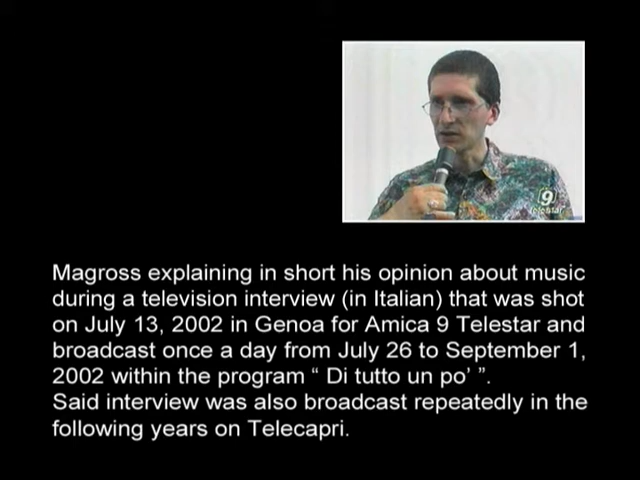 9
telestar
Magross explaining in short his opinion about music
during a television interview (in Italian) that was shot
on July 13, 2002 in Genoa for Amica 9 Telestar and
broadcast once a day from July 26 to September 1,
2002 within the program “ Di tutto un po’ ”.
Said interview was also broadcast repeatedly in the
following years on Telecapri.